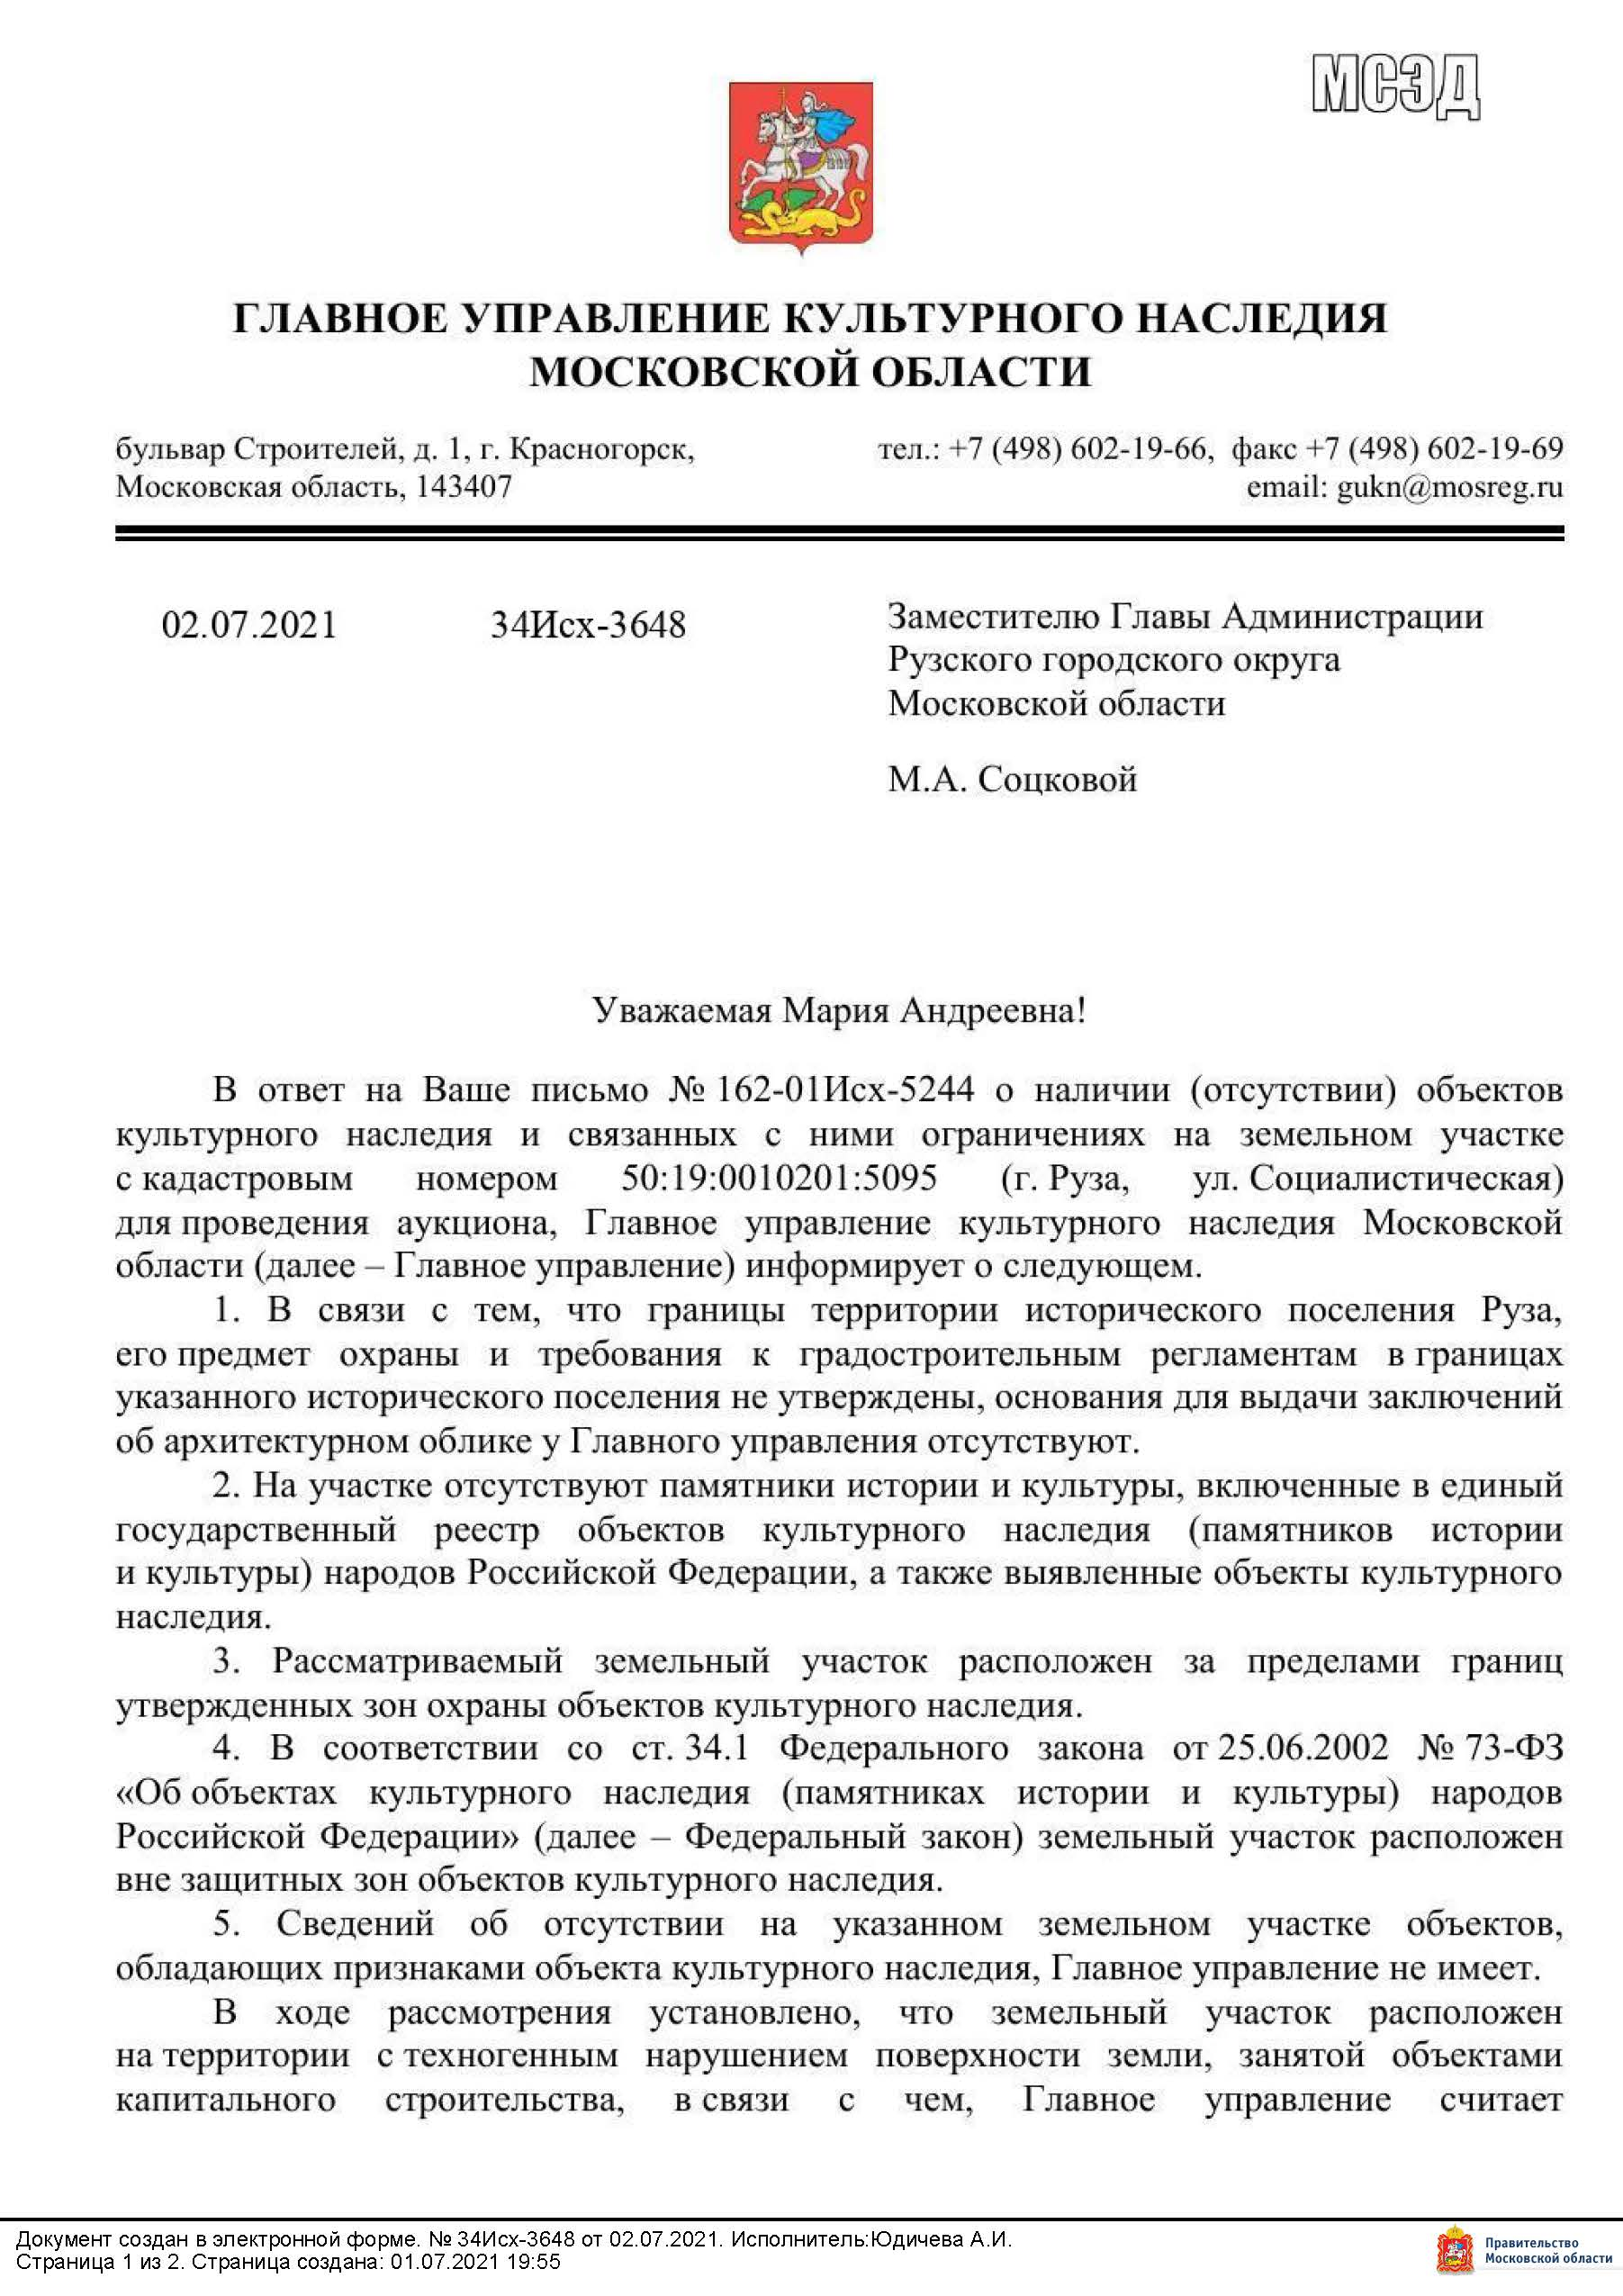 МСЭД
ГЛАВНОЕ УПРАВЛЕНИЕ КУЛЬТУРНОГО НАСЛЕДИЯ
МОСКОВСКОЙ ОБЛАСТИ
бульвар Строителей, д. 1, г. Красногорск,
Московская область, 143407
тел.: +7 (498) 602-19-66, факс +7 (498) 602-19-69
email: gukn@mosreg.ru
02.07.2021 34Исх-3648
Заместителю Главы Администрации
Рузского городского округа
Московской области
М.А. Соцковой
Уважаемая Мария Андреевна!
В ответ на Ваше письмо № 162-01Исх-5244 о наличии (отсутствии) объектов
культурного наследия и связанных с ними ограничениях на земельном участке
с кадастровым номером 50:19:0010201:5095 (г. Руза, ул. Социалистическая)
для проведения аукциона, Главное управление культурного наследия Московской
области (далее – Главное управление) информирует о следующем.
1. В связи с тем, что границы территории исторического поселения Руза,
его предмет охраны и требования к градостроительным регламентам в границах
указанного исторического поселения не утверждены, основания для выдачи заключений
об архитектурном облике у Главного управления отсутствуют.
2. На участке отсутствуют памятники истории и культуры, включенные в единый
государственный реестр объектов культурного наследия (памятников истории
и культуры) народов Российской Федерации, а также выявленные объекты культурного
наследия.
3. Рассматриваемый земельный участок расположен за пределами границ
утвержденных зон охраны объектов культурного наследия.
4. В соответствии со ст. 34.1 Федерального закона от 25.06.2002 № 73-ФЗ
«Об объектах культурного наследия (памятниках истории и культуры) народов
Российской Федерации» (далее – Федеральный закон) земельный участок расположен
вне защитных зон объектов культурного наследия.
5. Сведений об отсутствии на указанном земельном участке объектов,
обладающих признаками объекта культурного наследия, Главное управление не имеет.
В ходе рассмотрения установлено, что земельный участок расположен
на территории с техногенным нарушением поверхности земли, занятой объектами
капитального строительства, в связи с чем, Главное управление считает
Документ создан в электронной форме. № 34Исх-3648 от 02.07.2021. Исполнитель:Юдичева А.И.
Страница 1 из 2. Страница создана: 01.07.2021 19:55
Правительство
Московской области